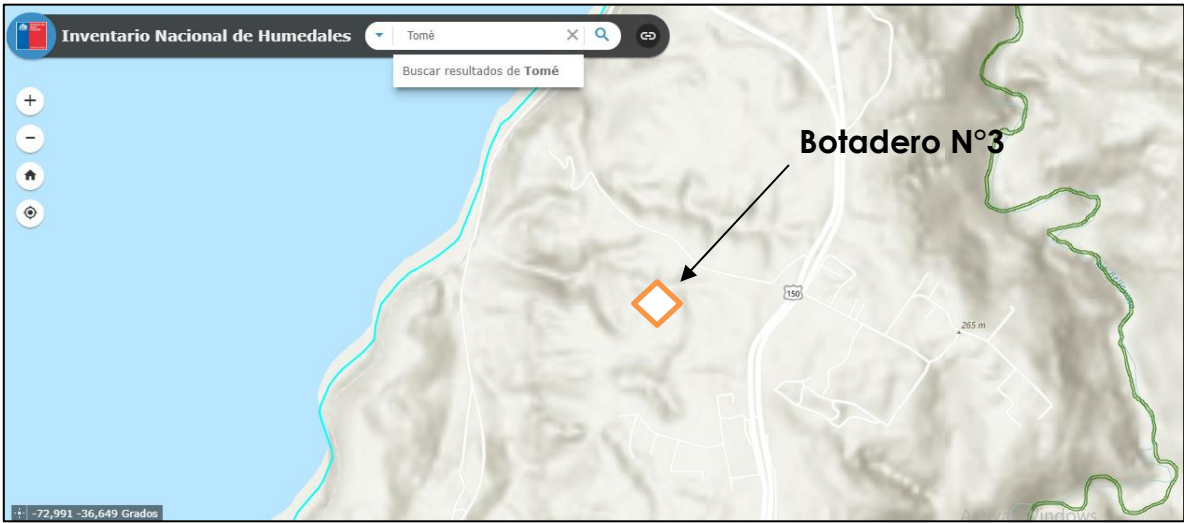 Inventario Nacional de Humedales
Tomé
Buscar resultados de Tomé
Botadero N°3
150
265 m
-72,991 -36,649 Grados